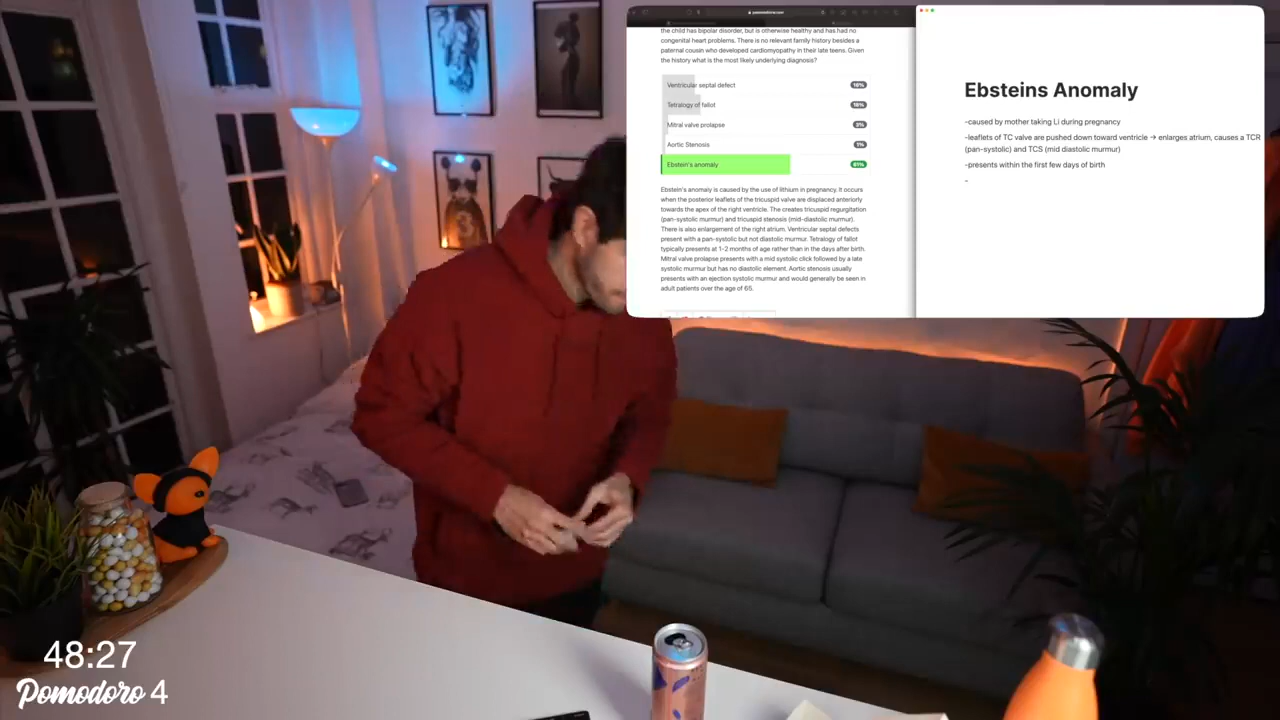 passmedicine.com
the child has bipolar disorder, but is otherwise healthy and has had no
congenital heart problems. There is no relevant family history besides a
paternal cousin who developed cardiomyopathy in their late teens. Given
the history what is the most likely underlying diagnosis?
Ventricular septal defect
Tetralogy of fallot 18%
Mitral valve prolapse 3%
Aortic Stenosis 1%
Ebstein's anomaly 61%
Ebstein's anomaly is caused by the use of lithium in pregnancy. It occurs
when the posterior leaflets of the tricuspid valve are displaced anteriorly
towards the apex of the right ventricle. The creates tricuspid regurgitation
(pan-systolic murmur) and tricuspid stenosis (mid-diastolic murmur).
There is also enlargement of the right atrium. Ventricular septal defects
present with a pan-systolic but not diastolic murmur. Tetralogy of fallot
typically presents at 1-2 months of age rather than in the days after birth.
Mitral valve prolapse presents with a mid systolic click followed by a late
systolic murmur but has no diastolic element. Aortic stenosis usually
presents with an ejection systolic murmur and would generally be seen in
adult patients over the age of 65.
Ebsteins Anomaly
-caused by mother taking Li during pregnancy
-leaflets of TC valve are pushed down toward ventricle → enlarges atrium, causes a TCR
(pan-systolic) and TCS (mid diastolic murmur)
-presents within the first few days of birth
-
3
48:27
Pomodoro 4